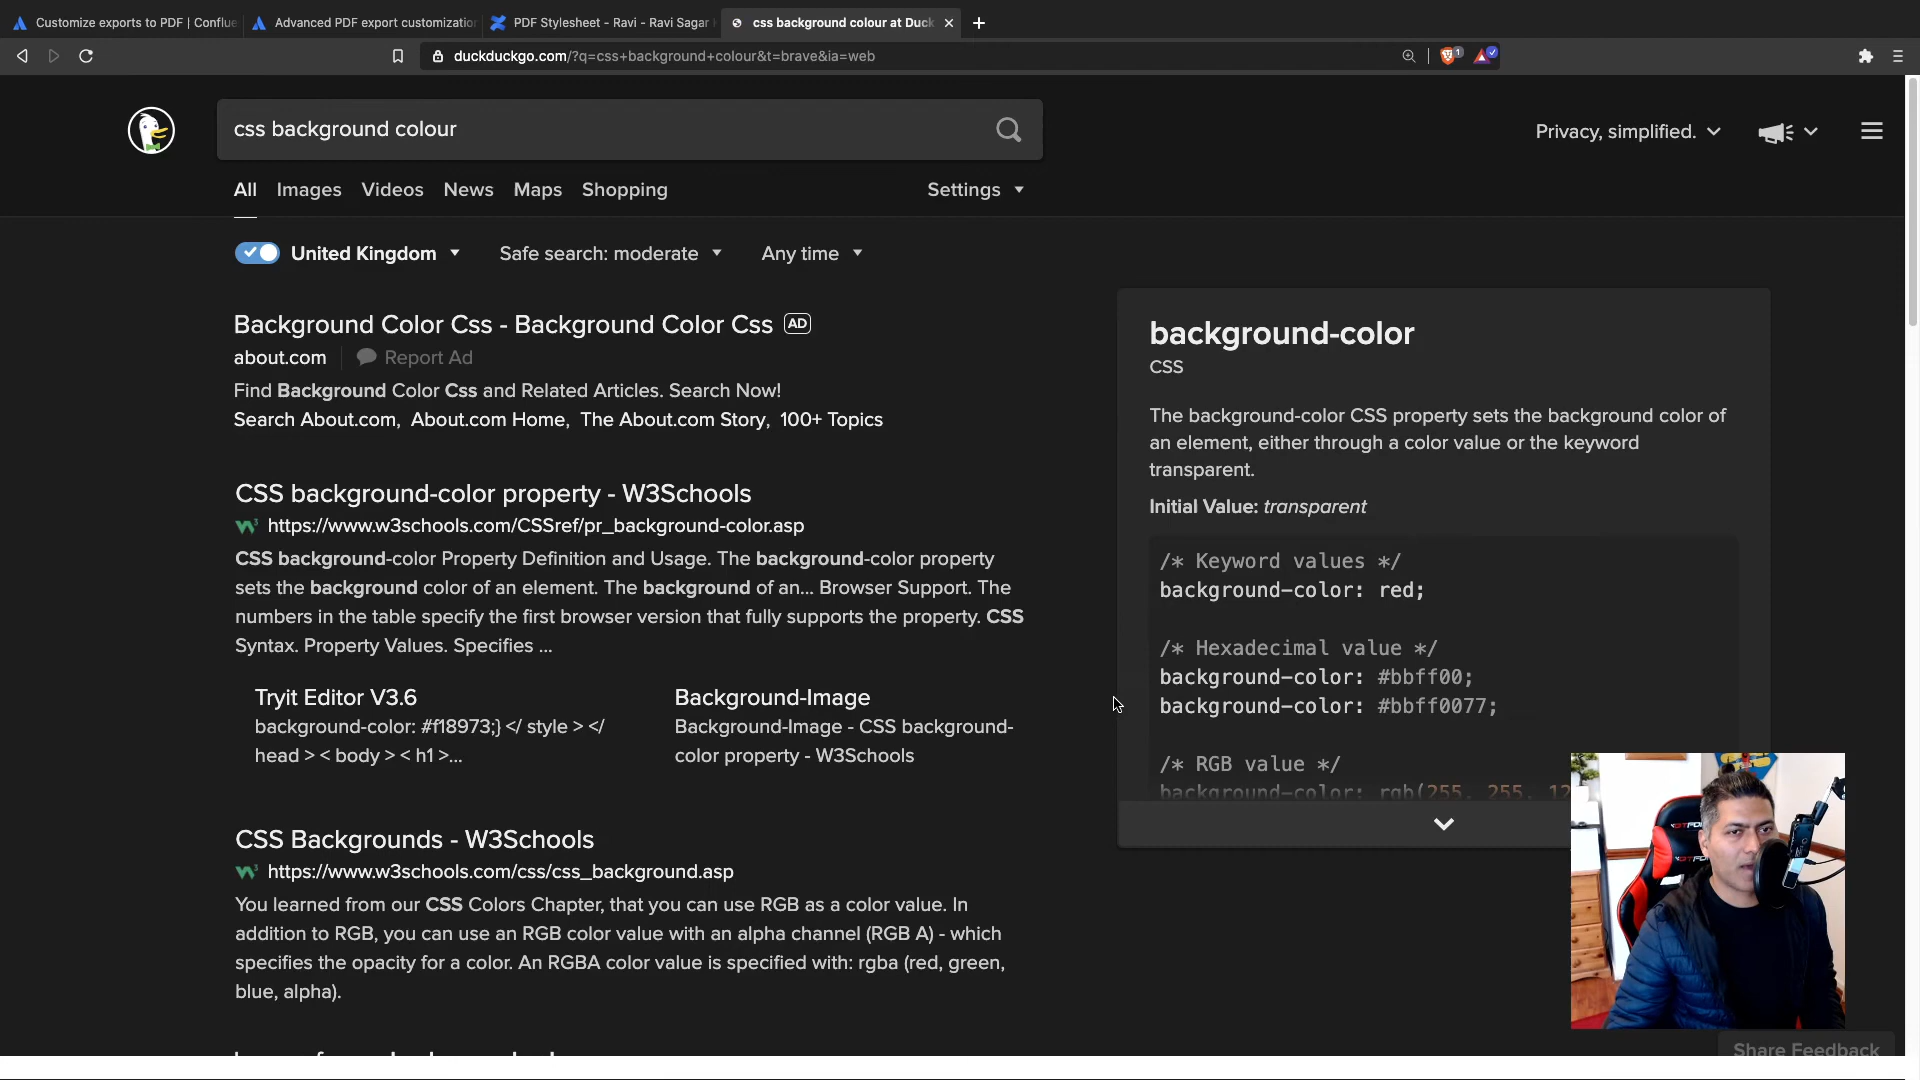 Customize exports to PDF | Conflue
Advanced PDF export customization
PDF Stylesheet - Ravi - Ravi Sagar
css background colour at Duck
duckduckgo.com/?q=css+background+colour&t=brave&ia=web
1
css background colour
Privacy, simplified.
All Images Videos News Maps Shopping
Settings
United Kingdom
Safe search: moderate
Any time
Background Color Css - Background Color Css AD
about.com
Report Ad
Find Background Color Css and Related Articles. Search Now!
Search About.com, About.com Home, The About.com Story, 100+ Topics
CSS background-color property - W3Schools
https://www.w3schools.com/CSSref/pr_background-color.asp
CSS background-color Property Definition and Usage. The background-color property
sets the background color of an element. The background of an... Browser Support. The
numbers in the table specify the first browser version that fully supports the property. CSS
Syntax. Property Values. Specifies ...
Tryit Editor V3.6
background-color: #f18973;} </ style > </
head > < body > < h1 >...
Background-Image
Background-Image - CSS background-
color property - W3Schools
CSS Backgrounds - W3Schools
https://www.w3schools.com/css/css_background.asp
You learned from our CSS Colors Chapter, that you can use RGB as a color value. In
addition to RGB, you can use an RGB color value with an alpha channel (RGB A) - which
specifies the opacity for a color. An RGBA color value is specified with: rgba (red, green,
blue, alpha).
background-color
CSS
The background-color CSS property sets the background color of
an element, either through a color value or the keyword
transparent.
Initial Value: transparent
/* Keyword values */
background-color: red;
/* Hexadecimal value */
background-color: #bbff00;
background-color: #bbff0077;
/* RGB value */
background-color: rgb(255, 255, 12
Share Feedback